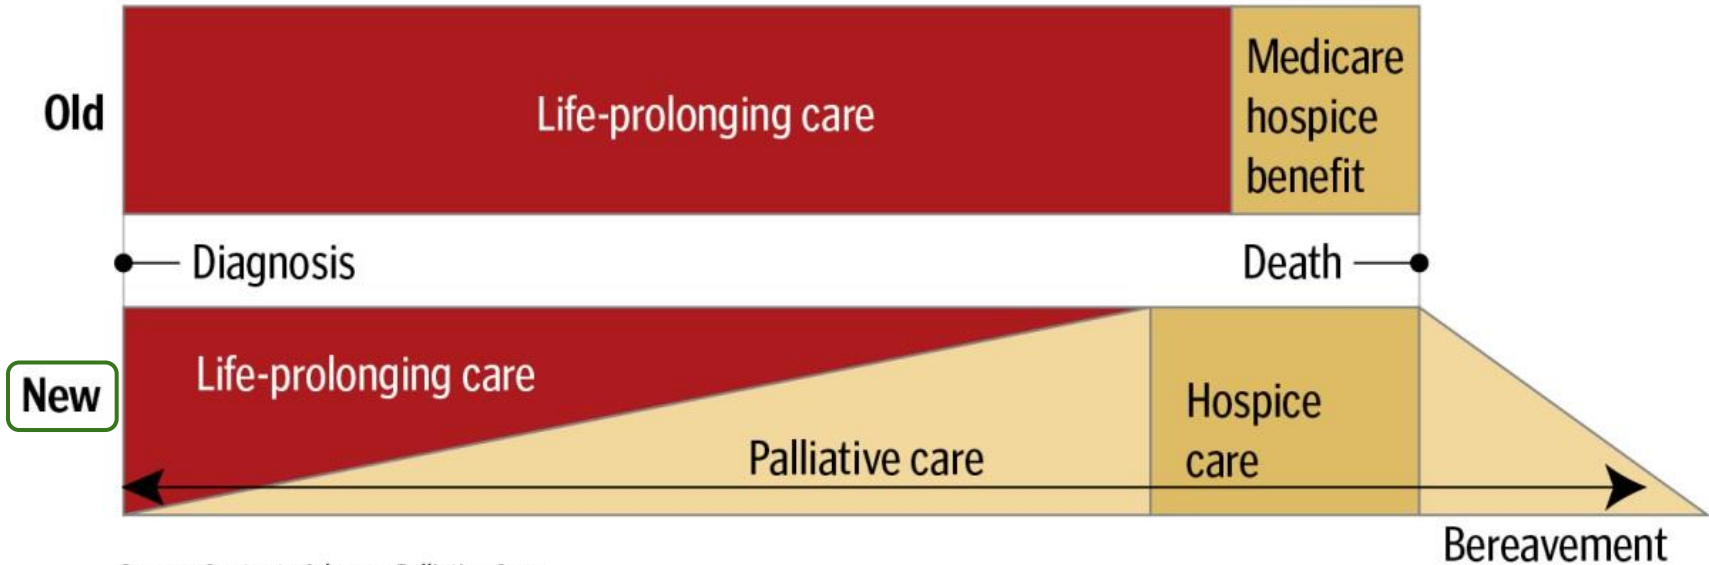 Old
Life-prolonging care
Medicare
hospice
benefit
Diagnosis
Death
New
Life-prolonging care
Palliative care
Hospice
care
Bereavement